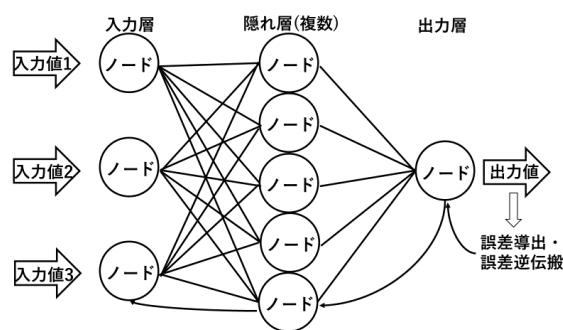 入力層
隠れ層(複数)
出力層
入力値1
ノード
ノード
ノード
入力値2
ノード
ノード
ノード
出力値
ノード
入力値3
ノード
ノード
誤差導出・
誤差逆伝搬